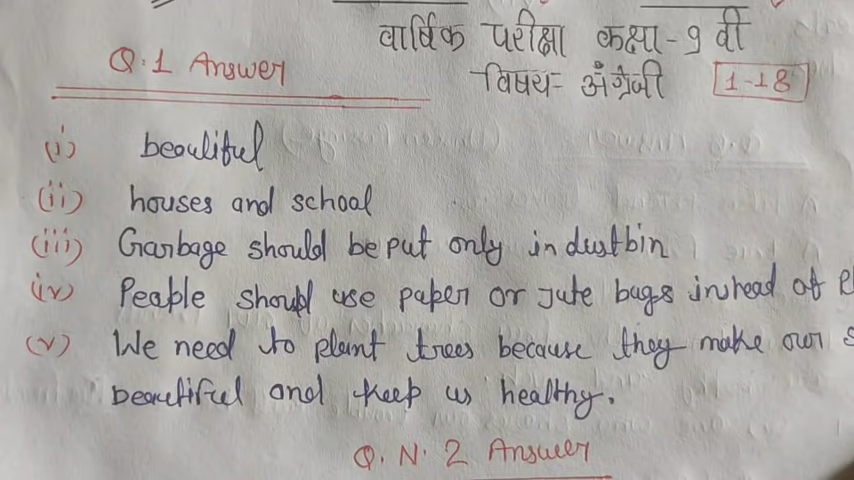 वार्षिक परीक्षा कक्षा-9 वी
Q.1 Answer
विषय- अंग्रेजी 1-18
(i) beautiful
(ii) houses and school
(iii) Garbage should be put only in dustbin
(iv) People should use paper or jute bags instead of
(v) We need to plant trees because they make our
beautiful and keep us healthy.
Q. N. 2 Answer